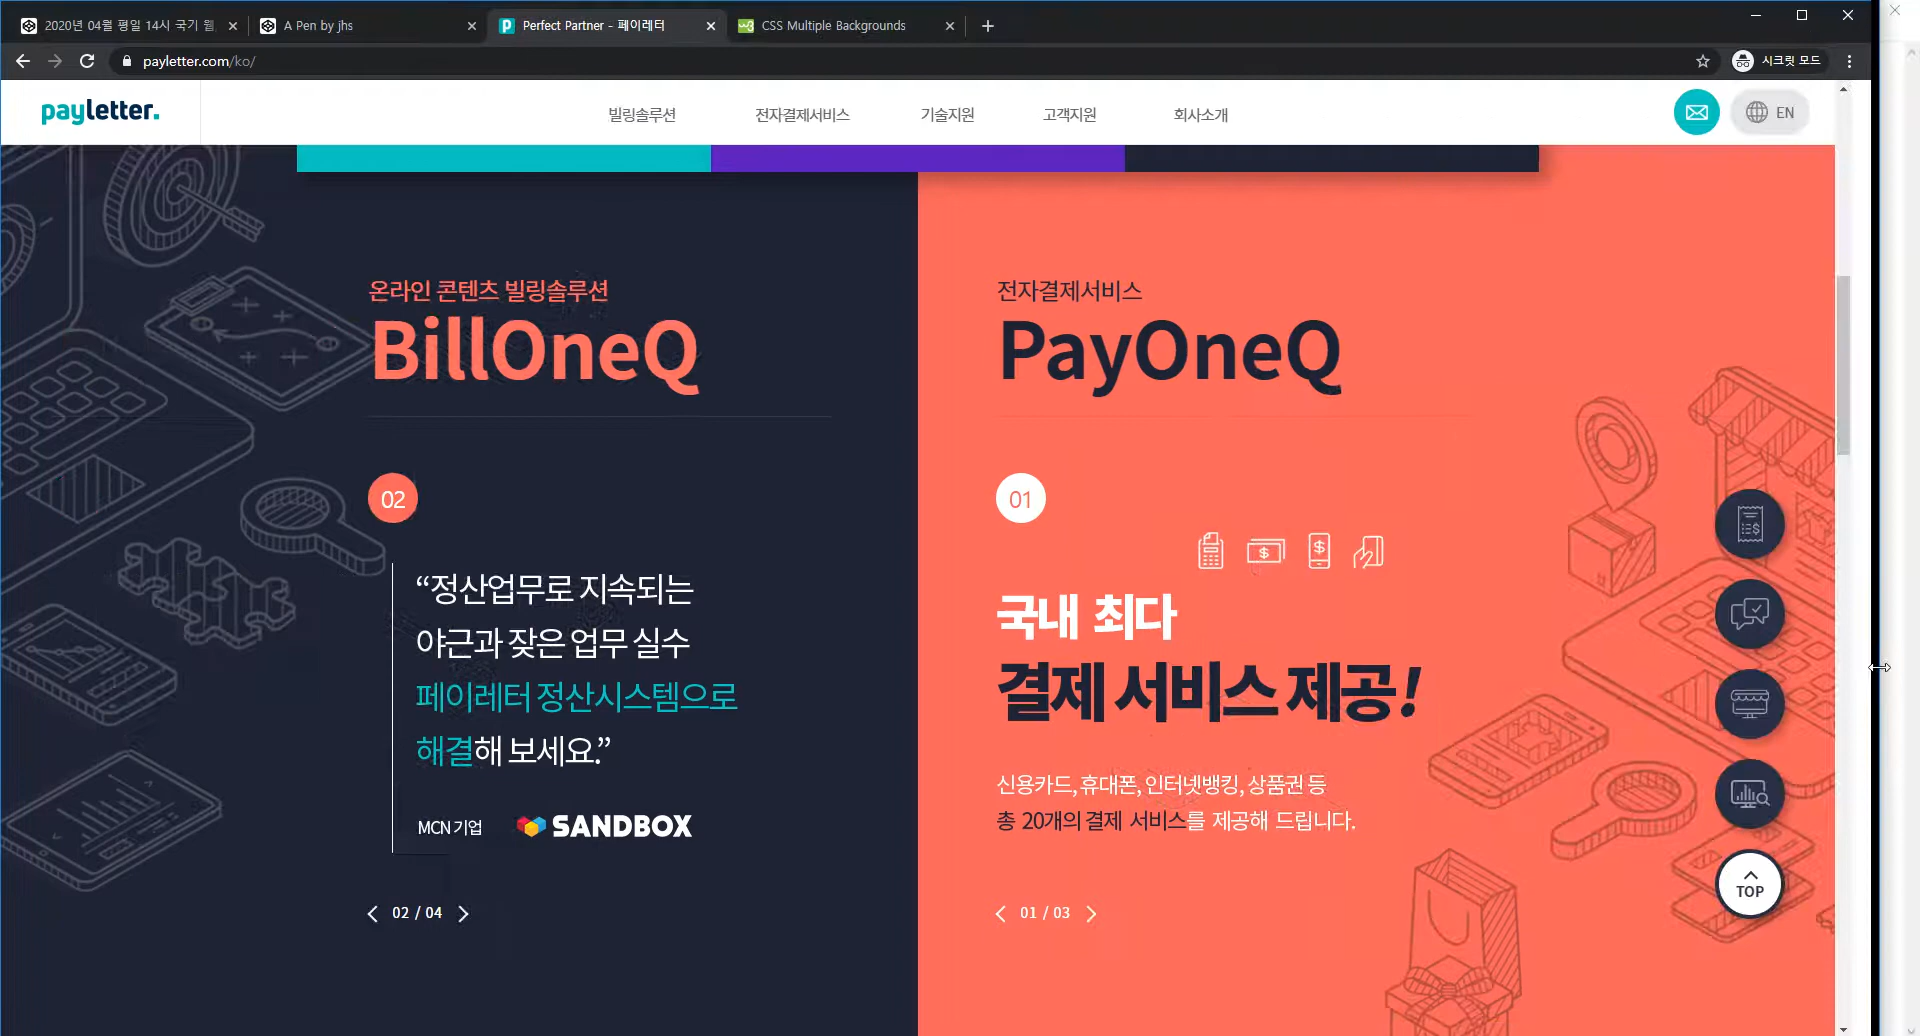 2020년 04월 평일 14시 국기 웹
A Pen by jhs
Perfect Partner - 페이레터
CSS Multiple Backgrounds
payletter.com/ko/
시크릿 모드
payletter.
빌링솔루션
전자결제서비스
기술지원
고객지원
회사소개
EN
온라인 콘텐츠 빌링솔루션
BillOneQ
02
“정산업무로 지속되는
야근과 잦은 업무 실수
페이레터 정산시스템으로
해결해 보세요.”
MCN 기업 SANDBOX
02 / 04
전자결제서비스
PayOneQ
01
국내 최다
결제 서비스 제공!
신용카드, 휴대폰, 인터넷뱅킹, 상품권 등
총 20개의 결제 서비스를 제공해 드립니다.
01 / 03
TOP